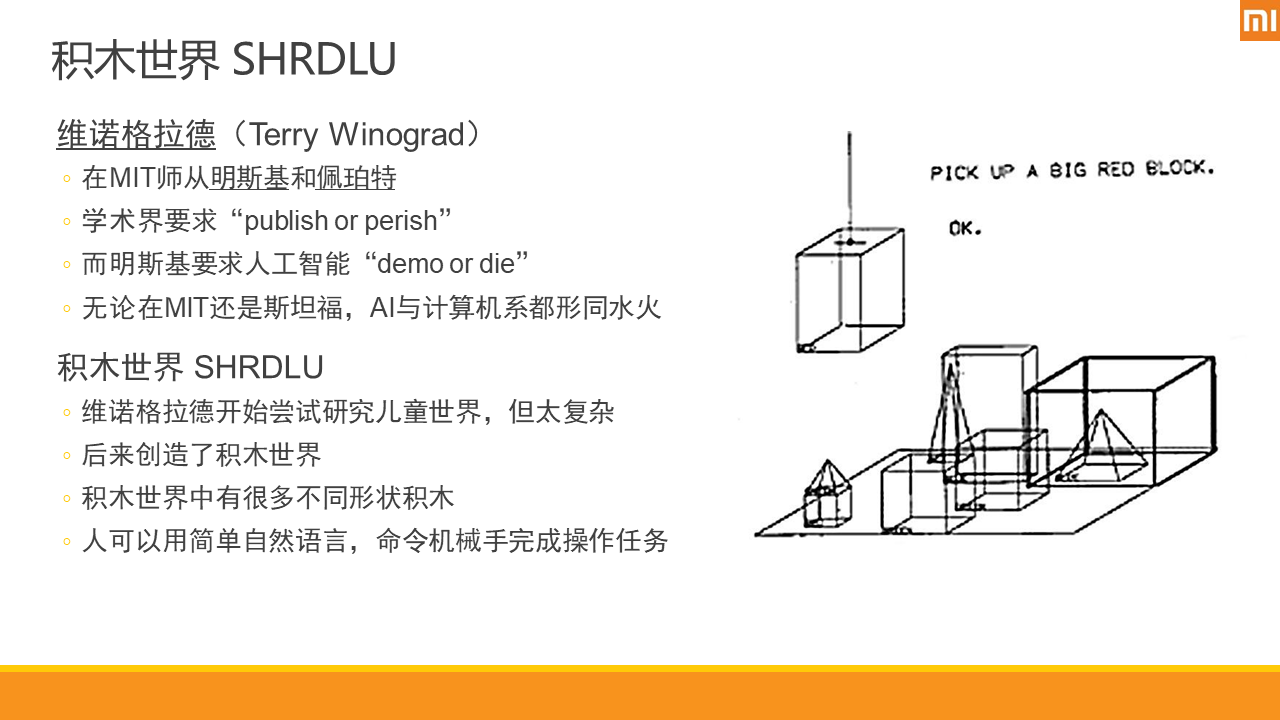 积木世界 SHRDLU
维诺格拉德（Terry Winograd）
◦ 在MIT师从明斯基和佩珀特
◦ 学术界要求“publish or perish”
◦ 而明斯基要求人工智能“demo or die”
◦ 无论在MIT还是斯坦福，AI与计算机系都形同水火
积木世界 SHRDLU
◦ 维诺格拉德开始尝试研究儿童世界，但太复杂
◦ 后来创造了积木世界
◦ 积木世界中有很多不同形状积木
◦ 人可以用简单自然语言，命令机械手完成操作任务
PICK UP A BIG RED BLOCK.
OK.
MI